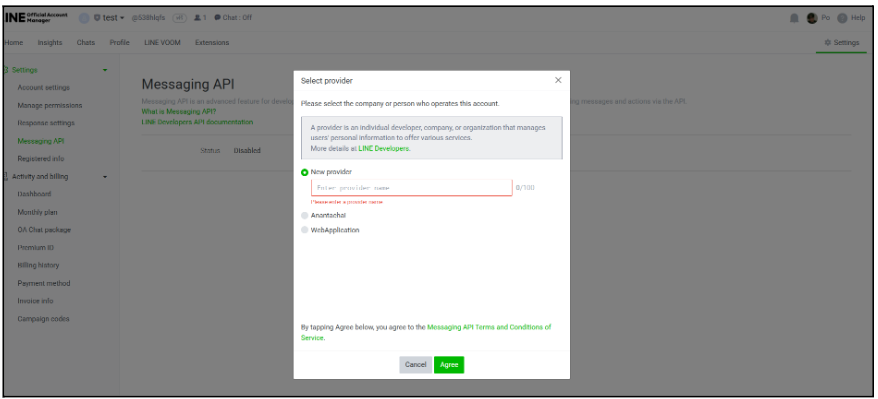 LINE Official Account Manager
test @538hlqfs 1 Chat : Off Po Help
Home Insights Chats Profile LINE VOOM Extensions Settings
Settings
Account settings
Manage permissions
Response settings
Messaging API
Registered info
Activity and billing
Dashboard
Monthly plan
OA Chat package
Premium ID
Billing history
Payment method
Invoice info
Campaign codes
Messaging API
Messaging API is an advanced feature for develop
ing messages and actions via the API.
What is Messaging API?
LINE Developers API documentation
Status Disabled
Select provider
Please select the company or person who operates this account.
A provider is an individual developer, company, or organization that manages
users' personal information to offer various services.
More details at LINE Developers.
New provider
Enter provider name 0/100
Please enter a provider name
Anantachai
WebApplication
By tapping Agree below, you agree to the Messaging API Terms and Conditions of
Service.
Cancel Agree